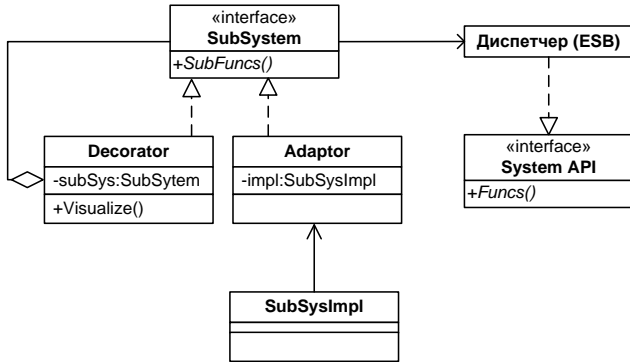 «interface»
SubSystem
+SubFuncs()
Диспетчер (ESB)
«interface»
System API
+Funcs()
Decorator
-subSys:SubSytem
+Visualize()
Adaptor
-impl:SubSysImpl
SubSysImpl